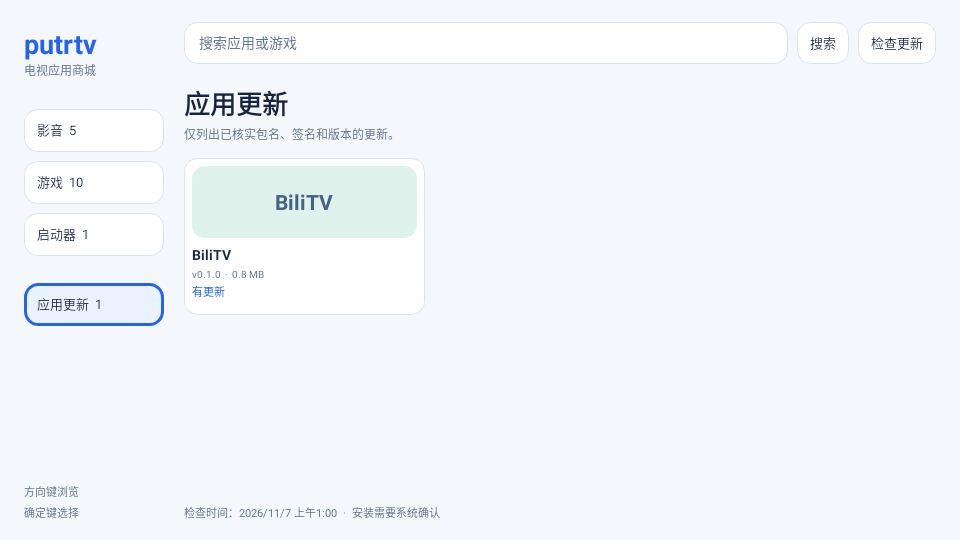 putrtv
电视应用商城
影音 5
游戏 10
启动器 1
应用更新 1
方向键浏览
确定键选择
搜索应用或游戏
搜索
检查更新
应用更新
仅列出已核实包名、签名和版本的更新。
BiliTV
BiliTV
v0.1.0 · 0.8 MB
有更新
检查时间：2026/11/7 上午1:00 · 安装需要系统确认